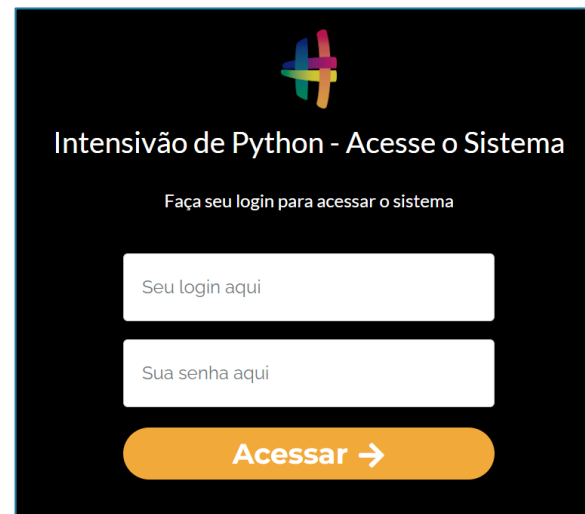 Intensivão de Python - Acesse o Sistema
Faça seu login para acessar o sistema
Seu login aqui
Sua senha aqui
Acessar →